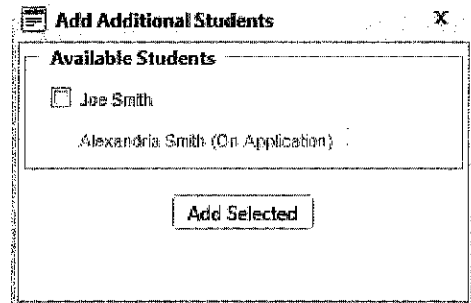 Add Additional Students X
Available Students
Joe Smith
Alexandria Smith (On Application)
Add Selected